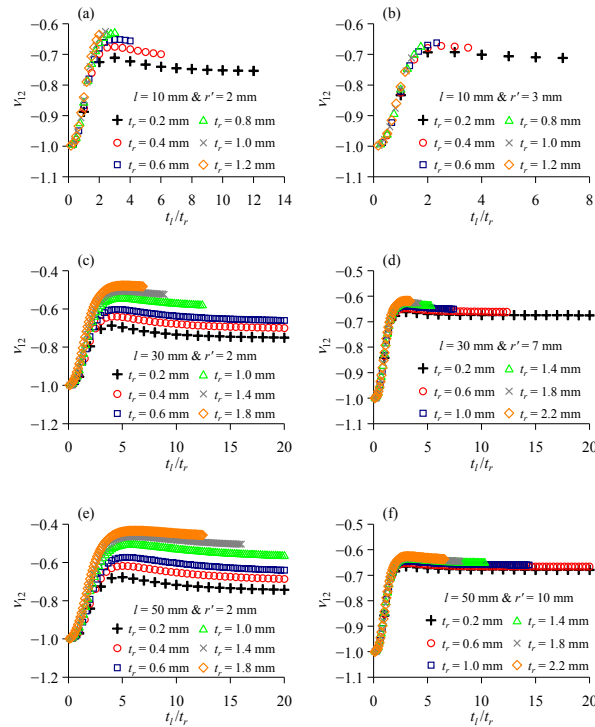 (a)
−0.6
−0.7
−0.8
−0.9
−1.0
−1.1
ν12
l = 10 mm & r′ = 2 mm
tr = 0.2 mm tr = 0.8 mm
tr = 0.4 mm tr = 1.0 mm
tr = 0.6 mm tr = 1.2 mm
0 2 4 6 8 10 12 14
tl/tr
(b)
−0.6
−0.7
−0.8
−0.9
−1.0
−1.1
ν12
l = 10 mm & r′ = 3 mm
tr = 0.2 mm tr = 0.8 mm
tr = 0.4 mm tr = 1.0 mm
tr = 0.6 mm tr = 1.2 mm
0 2 4 6 8
tl/tr
(c)
−0.4
−0.6
−0.8
−1.0
−1.2
ν12
l = 30 mm & r′ = 2 mm
tr = 0.2 mm tr = 1.0 mm
tr = 0.4 mm tr = 1.4 mm
tr = 0.6 mm tr = 1.8 mm
0 5 10 15 20
tl/tr
(d)
−0.5
−0.6
−0.7
−0.8
−0.9
−1.0
−1.1
ν12
l = 30 mm & r′ = 7 mm
tr = 0.2 mm tr = 1.4 mm
tr = 0.6 mm tr = 1.8 mm
tr = 1.0 mm tr = 2.2 mm
0 5 10 15 20
tl/tr
(e)
−0.4
−0.6
−0.8
−1.0
−1.2
ν12
l = 50 mm & r′ = 2 mm
tr = 0.2 mm tr = 1.0 mm
tr = 0.4 mm tr = 1.4 mm
tr = 0.6 mm tr = 1.8 mm
0 5 10 15 20
tl/tr
(f)
−0.5
−0.6
−0.7
−0.8
−0.9
−1.0
−1.1
ν12
l = 50 mm & r′ = 10 mm
tr = 0.2 mm tr = 1.4 mm
tr = 0.6 mm tr = 1.8 mm
tr = 1.0 mm tr = 2.2 mm
0 5 10 15 20
tl/tr